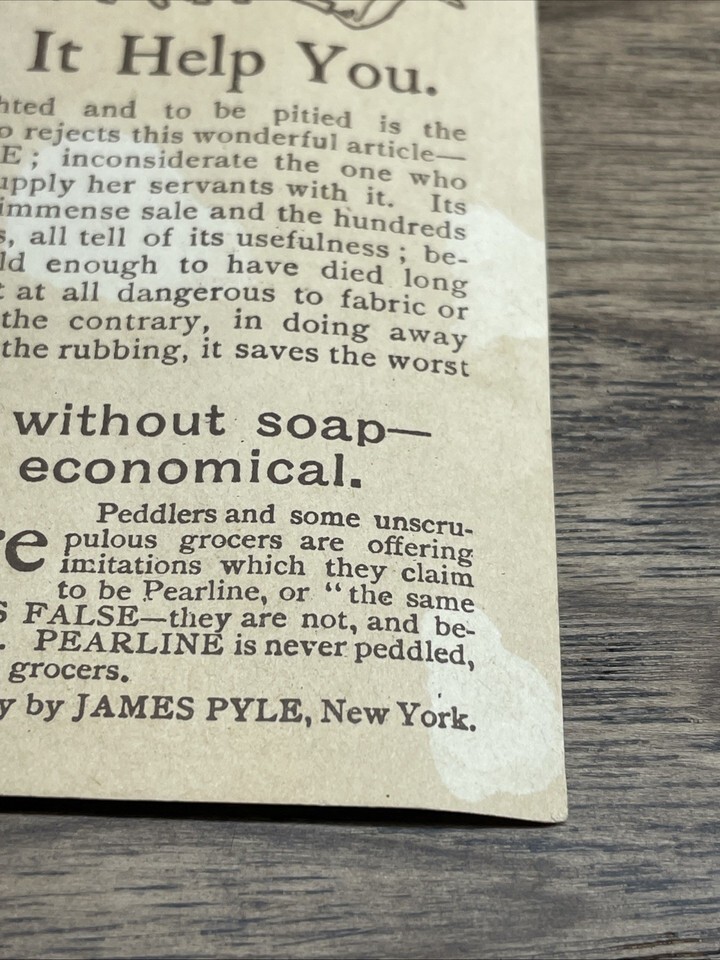 It Help You.
hted and to be pitied is the
o rejects this wonderful article—
E; inconsiderate the one who
upply her servants with it. Its
immense sale and the hundreds
s, all tell of its usefulness; be-
ld enough to have died long
t at all dangerous to fabric or
the contrary, in doing away
the rubbing, it saves the worst
without soap—
economical.
Peddlers and some unscru-
re pulous grocers are offering
imitations which they claim
to be Pearline, or "the same
S FALSE—they are not, and be-
. PEARLINE is never peddled,
grocers.
y by JAMES PYLE, New York.